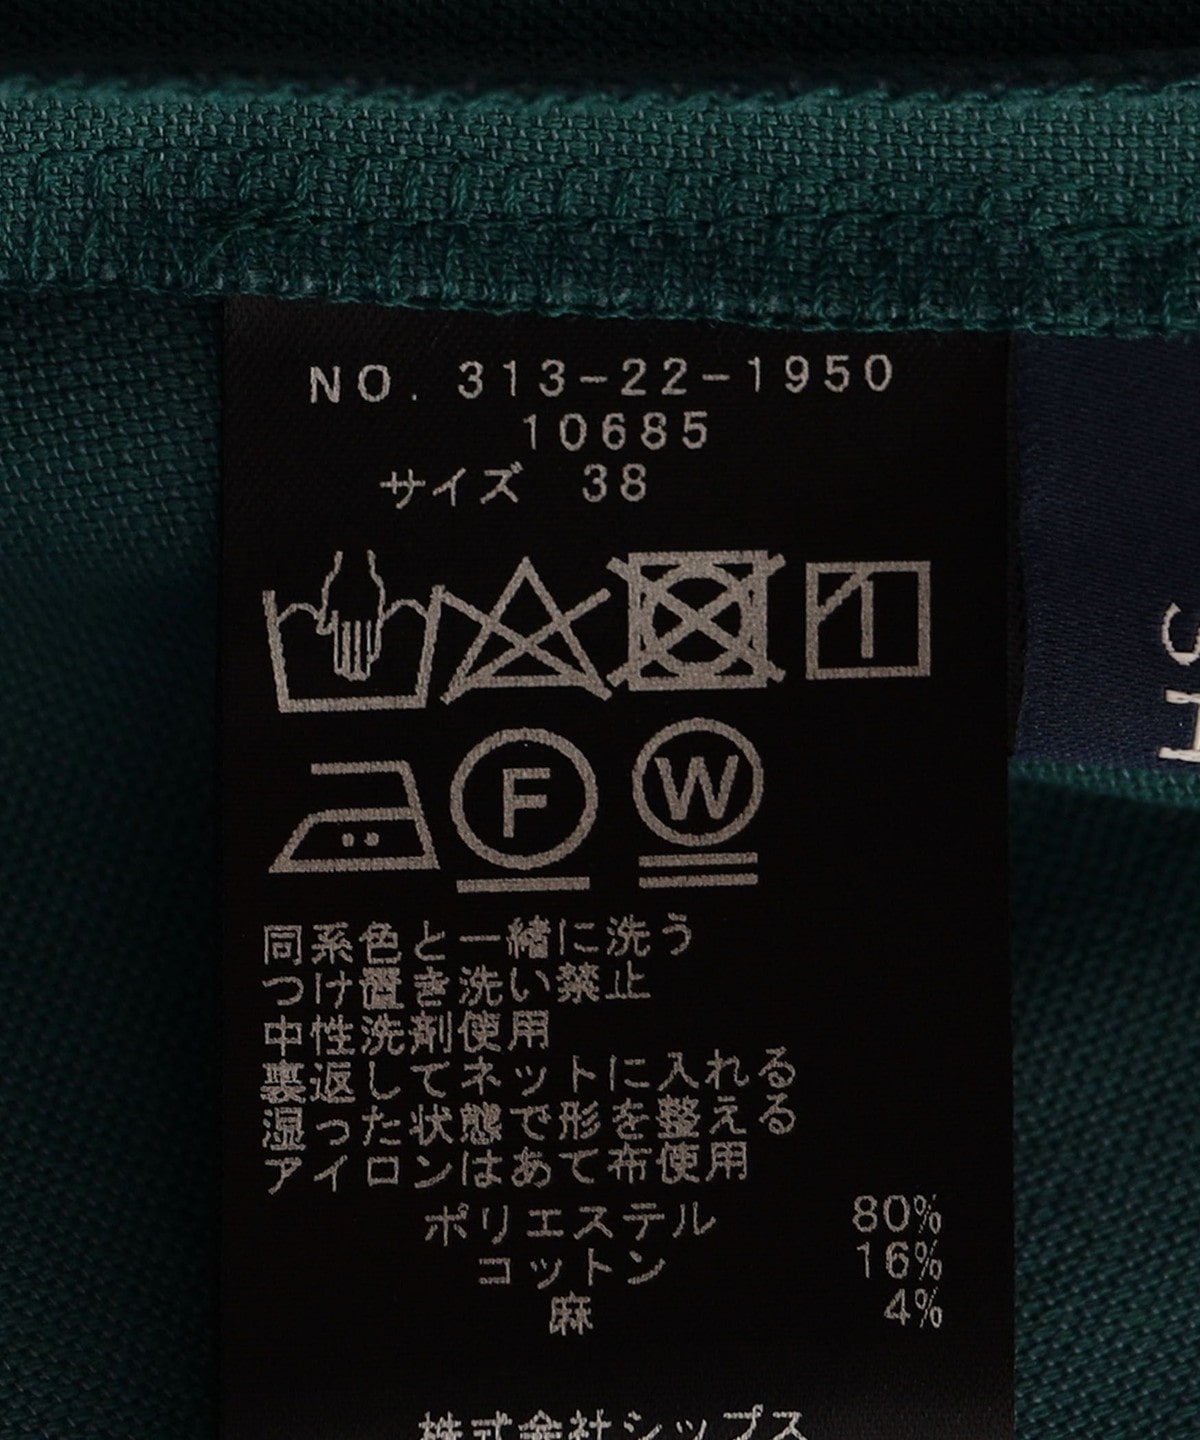 NO. 313-22-1950
10685
サイズ 38
F
W
同系色と一緒に洗う
つけ置き洗い禁止
中性洗剤使用
裏返してネットに入れる
湿った状態で形を整える
アイロンはあて布使用
ポリエステル 80%
コットン 16%
麻 4%
株式会社シップス
S
H